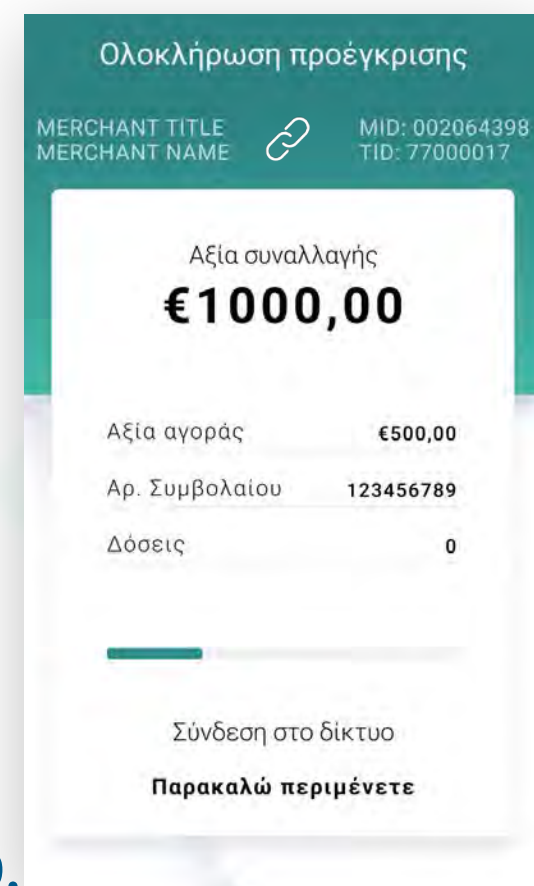 Ολοκλήρωση προέγκρισης
MERCHANT TITLE
MERCHANT NAME
MID: 002064398
TID: 77000017
Αξία συναλλαγής
€1000,00
Αξία αγοράς €500,00
Αρ. Συμβολαίου 123456789
Δόσεις 0
Σύνδεση στο δίκτυο
Παρακαλώ περιμένετε